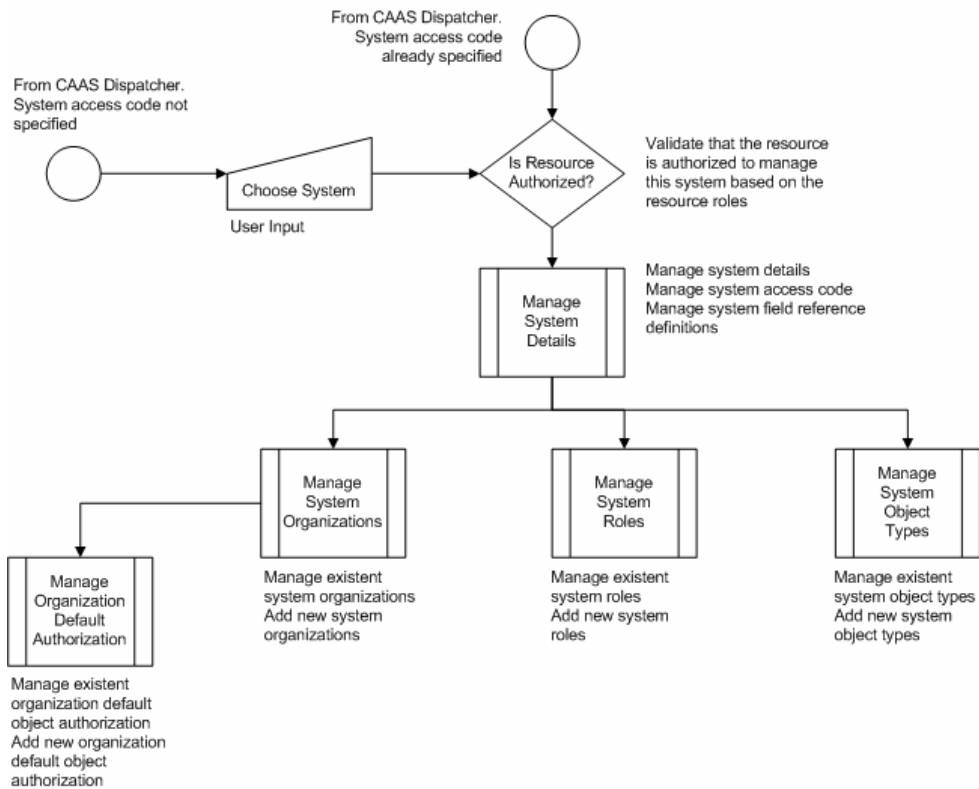 From CAAS Dispatcher.
System access code
already specified
From CAAS Dispatcher.
System access code not
specified
Choose System
User Input
Is Resource
Authorized?
Validate that the resource
is authorized to manage
this system based on the
resource roles
Manage
System
Details
Manage system details
Manage system access code
Manage system field reference
definitions
Manage
System
Organizations
Manage
System
Roles
Manage
System
Object
Types
Manage
Organization
Default
Authorization
Manage existent
system organizations
Add new system
organizations
Manage existent
system roles
Add new system
roles
Manage existent
system object types
Add new system
object types
Manage existent
organization default
object authorization
Add new organization
default object
authorization